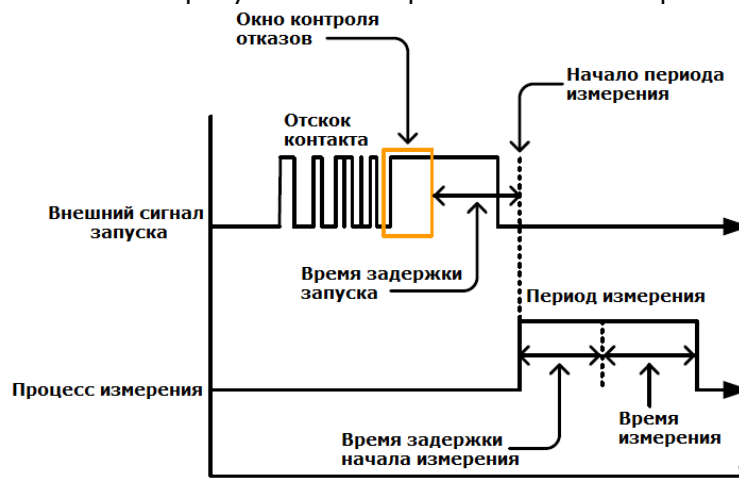 Окно контроля
отказов
Начало периода
измерения
Отскок
контакта
Внешний сигнал
запуска
Время задержки
запуска
Период измерения
Процесс измерения
Время
измерения
Время задержки
начала измерения